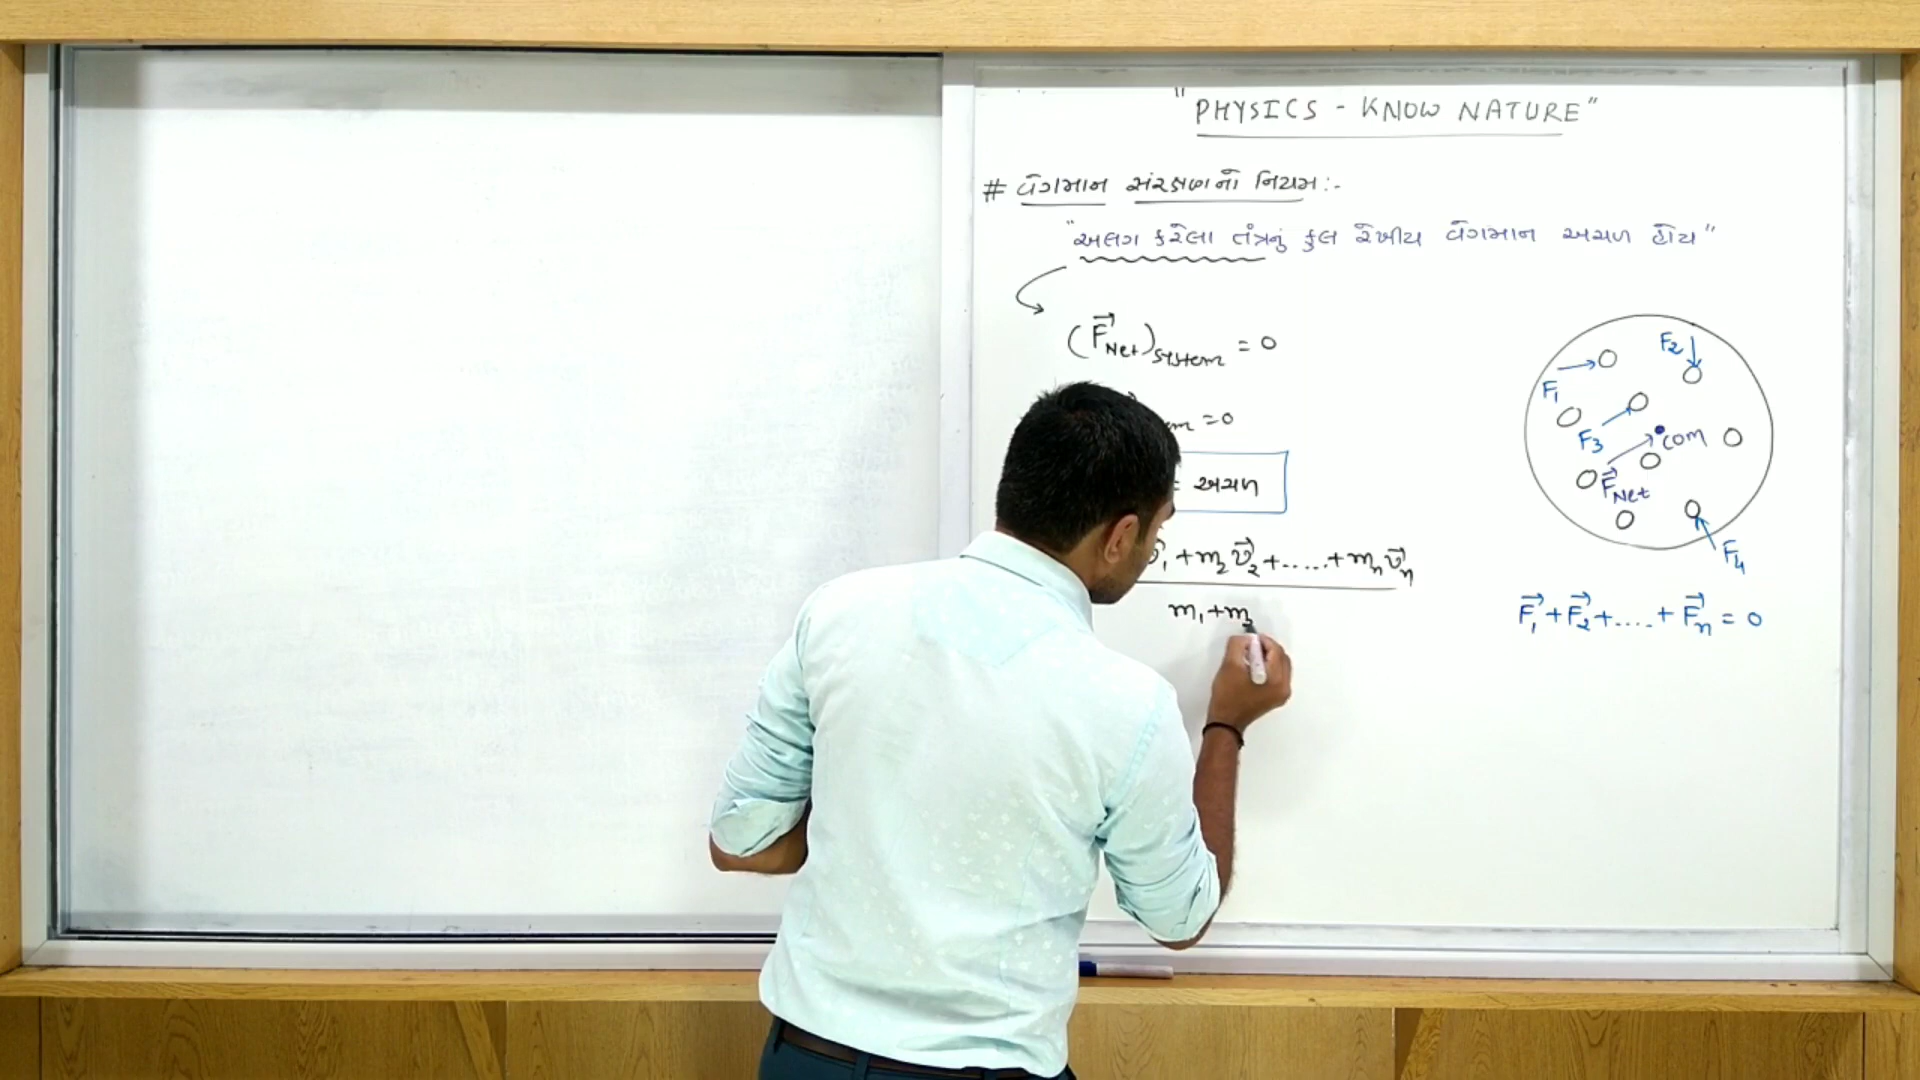 "PHYSICS - KNOW NATURE"
# વેગમાન સંરક્ષણનો નિયમ :-
"અલગ કરેલા તંત્રનું કુલ રેખીય વેગમાન અચળ હોય"
(F⃗Net)system = 0
m = 0
= અચળ
v⃗₁ + m₂v⃗₂ + ..... + mₙv⃗ₙ
m₁ + m₂
F₁
F₂
F₃
com
F⃗Net
F₄
F⃗₁ + F⃗₂ + .... + F⃗ₙ = 0